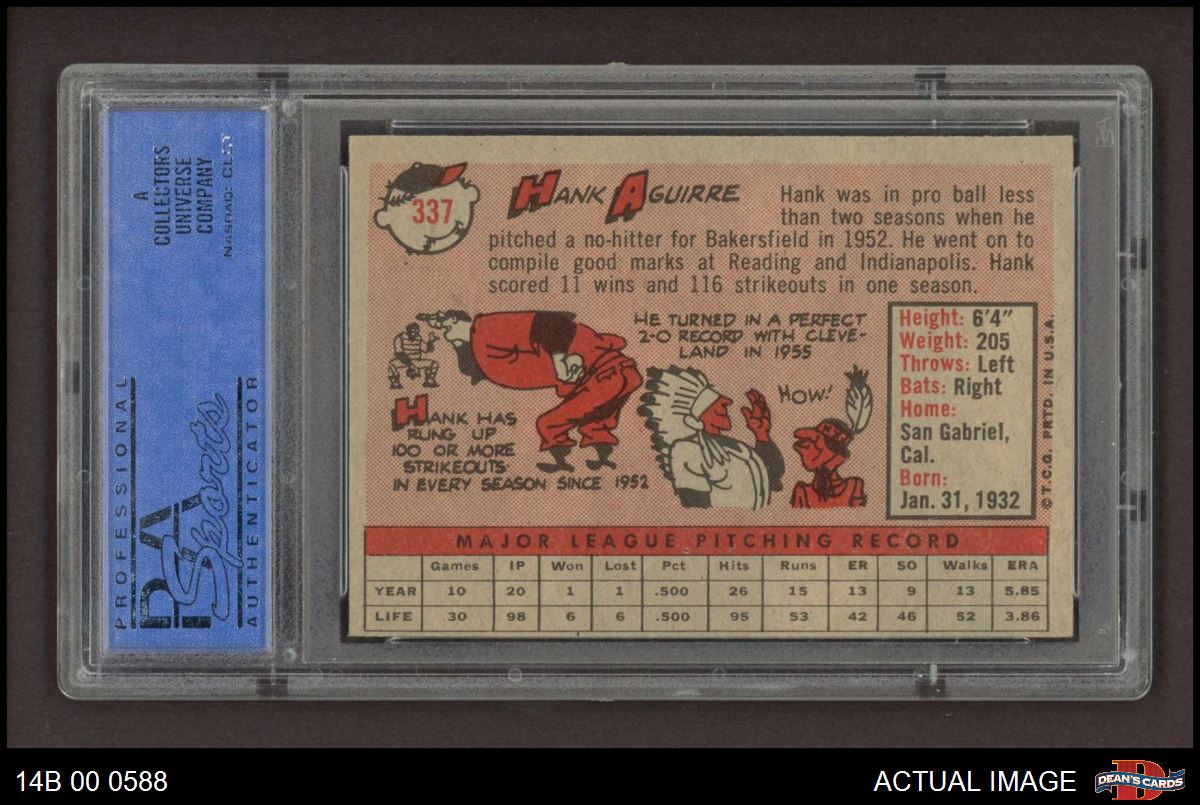 A
COLLECTORS
UNIVERSE
COMPANY
NASDAQ: CLCT
PROFESSIONAL
PSA
Sports
AUTHENTICATOR
337
HANK AGUIRRE
Hank was in pro ball less
than two seasons when he
pitched a no-hitter for Bakersfield in 1952. He went on to
compile good marks at Reading and Indianapolis. Hank
scored 11 wins and 116 strikeouts in one season.
HE TURNED IN A PERFECT
2-0 RECORD WITH CLEVE-
LAND IN 1955
HOW!
HANK HAS
RUNG UP
100 OR MORE
STRIKEOUTS
IN EVERY SEASON SINCE 1952
Height: 6'4"
Weight: 205
Throws: Left
Bats: Right
Home:
San Gabriel,
Cal.
Born:
Jan. 31, 1932
© T.C.G. PRTD. IN U.S.A.
MAJOR LEAGUE PITCHING RECORD
Games IP Won Lost Pct Hits Runs ER SO Walks ERA
YEAR 10 20 1 1 .500 26 15 13 9 13 5.85
LIFE 30 98 6 6 .500 95 53 42 46 52 3.86
14B 00 0588
ACTUAL IMAGE
D
DEAN'S CARDS